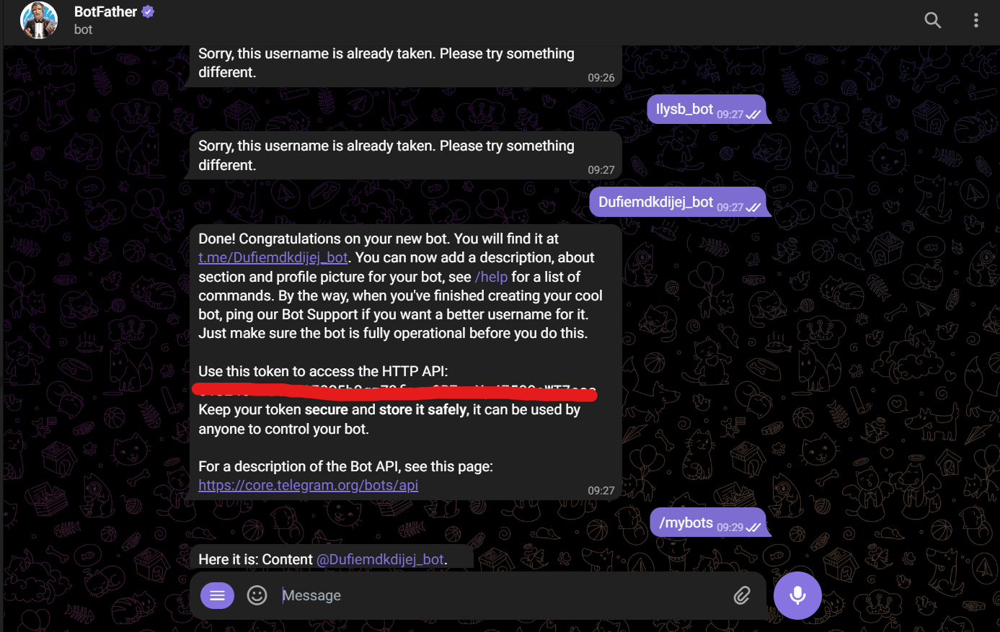 BotFather
bot
Sorry, this username is already taken. Please try something
different.
09:26
Ilysb_bot 09:27
Sorry, this username is already taken. Please try something
different.
09:27
Dufiemdkdijej_bot 09:27
Done! Congratulations on your new bot. You will find it at
t.me/Dufiemdkdijej_bot. You can now add a description, about
section and profile picture for your bot, see /help for a list of
commands. By the way, when you've finished creating your cool
bot, ping our Bot Support if you want a better username for it.
Just make sure the bot is fully operational before you do this.
Use this token to access the HTTP API:
Keep your token secure and store it safely, it can be used by
anyone to control your bot.
For a description of the Bot API, see this page:
https://core.telegram.org/bots/api
09:27
/mybots 09:29
Here it is: Content @Dufiemdkdijej_bot.
Message